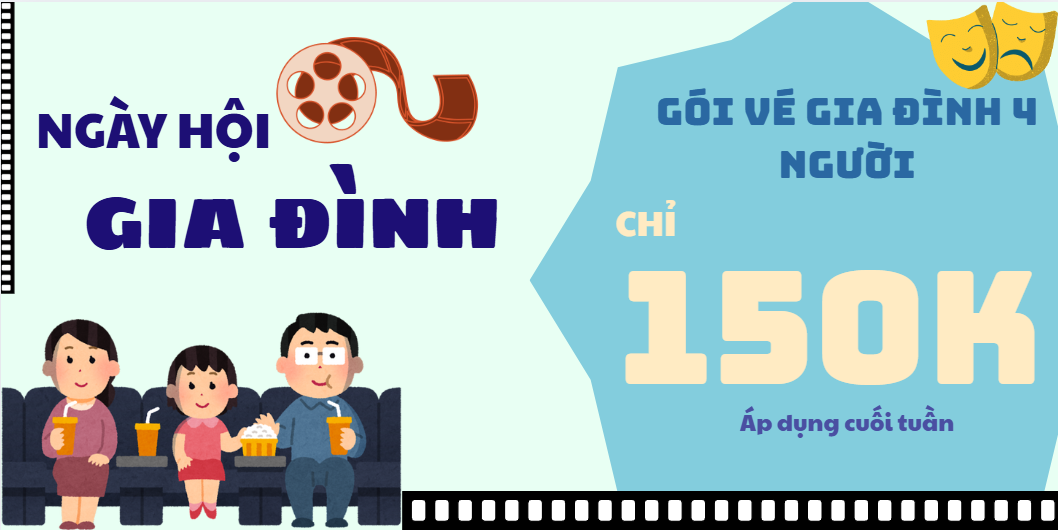 NGÀY HỘI
GIA ĐÌNH
GÓI VÉ GIA ĐÌNH 4
NGƯỜI
CHỈ
150K
Áp dụng cuối tuần